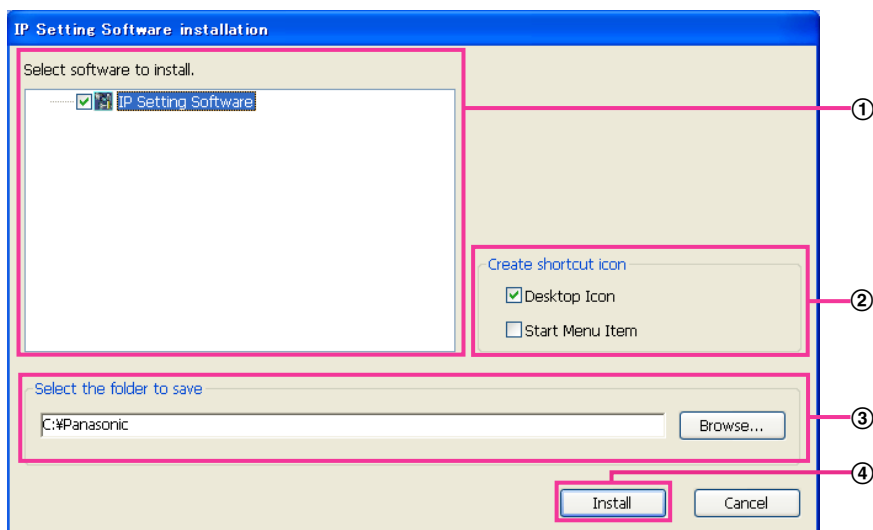 IP Setting Software installation
Select software to install.
IP Setting Software
①
Create shortcut icon
Desktop Icon
②
Start Menu Item
Select the folder to save
C:¥Panasonic
Browse...
③
④
Install
Cancel